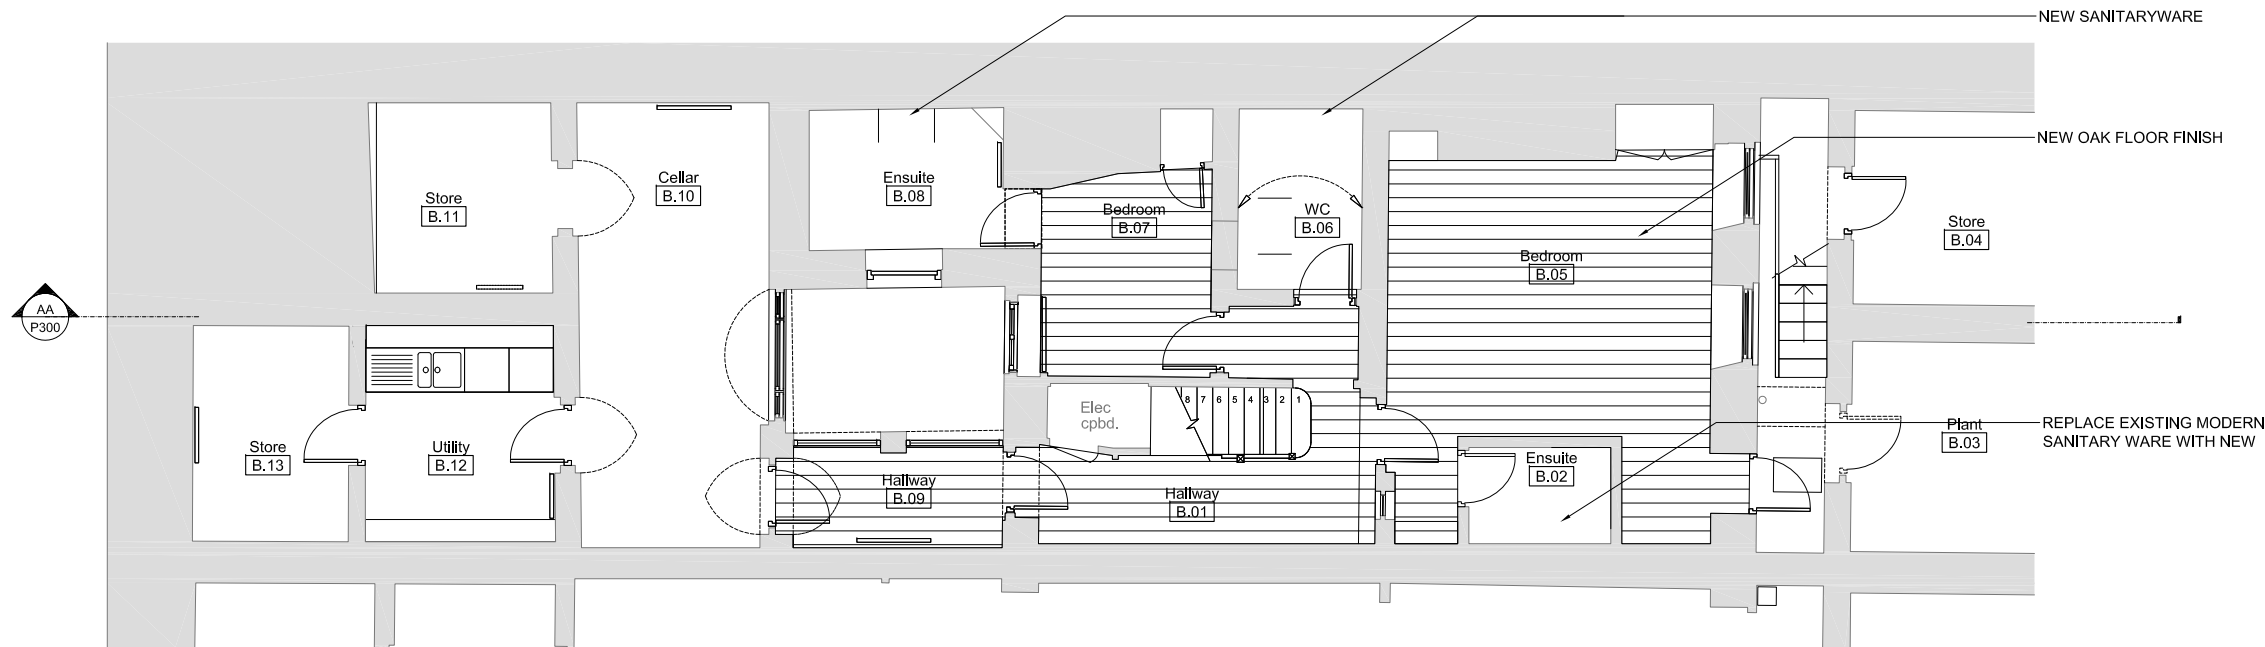 NEW SANITARYWARE
NEW OAK FLOOR FINISH
Store
B.11
Cellar
B.10
Ensuite
B.08
Bedroom
B.07
WC
B.06
Bedroom
B.05
Store
B.04
AA
P300
Elec
cpbd.
8 7 6 5 4 3 2 1
Store
B.13
Utility
B.12
Hallway
B.09
Hallway
B.01
Ensuite
B.02
Plant
B.03
REPLACE EXISTING MODERN
SANITARY WARE WITH NEW